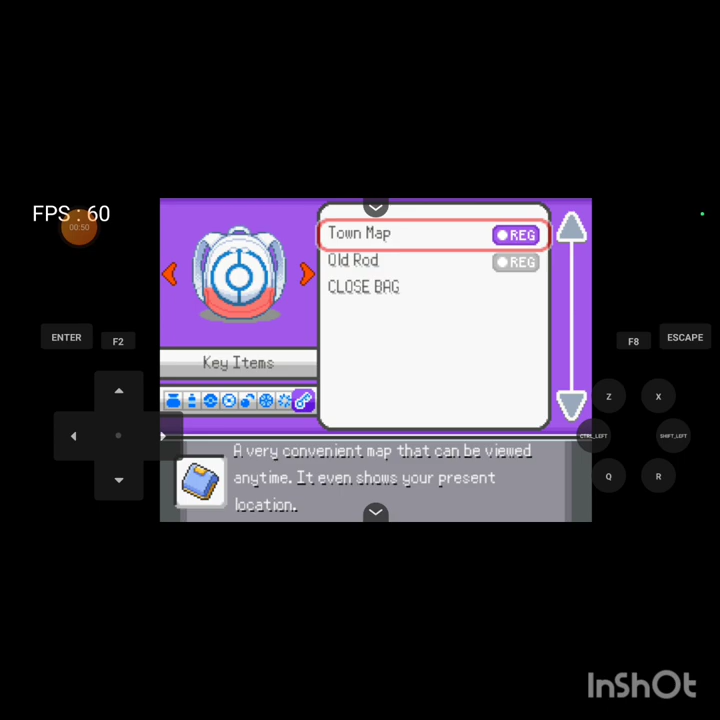 FPS : 60
00:50
Town Map
REG
Old Rod
REG
CLOSE BAG
ENTER
F2
F8
ESCAPE
Key Items
Z
X
CTRL_LEFT
SHIFT_LEFT
Q
R
A very convenient map that can be viewed
anytime. It even shows your present
location.
InShOt